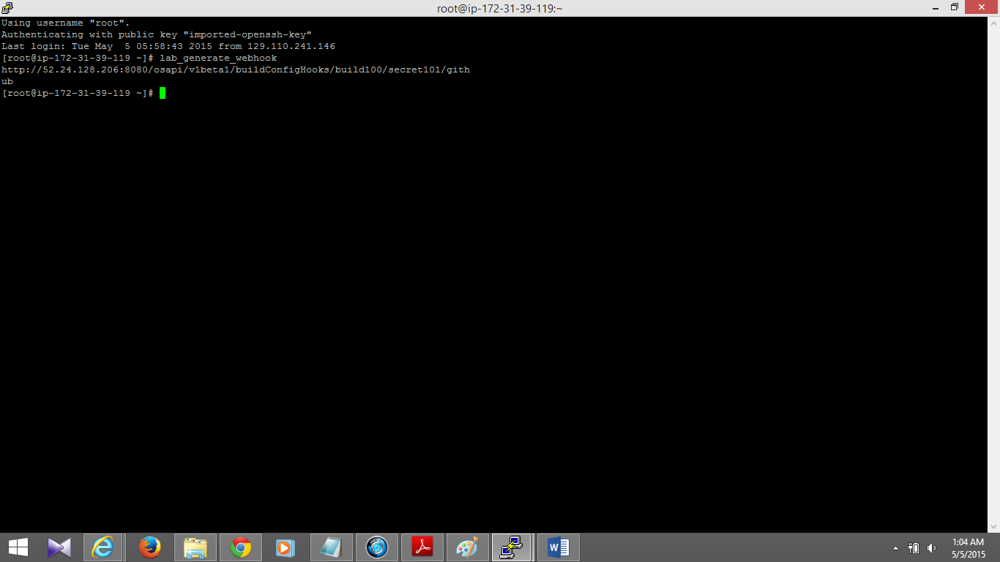 root@ip-172-31-39-119:~
Using username "root".
Authenticating with public key "imported-openssh-key"
Last login: Tue May  5 05:58:43 2015 from 129.110.241.146
[root@ip-172-31-39-119 ~]# lab_generate_webhook
http://52.24.128.206:8080/osapi/v1beta1/buildConfigHooks/build100/secret101/gith
ub
[root@ip-172-31-39-119 ~]#
1:04 AM
5/5/2015